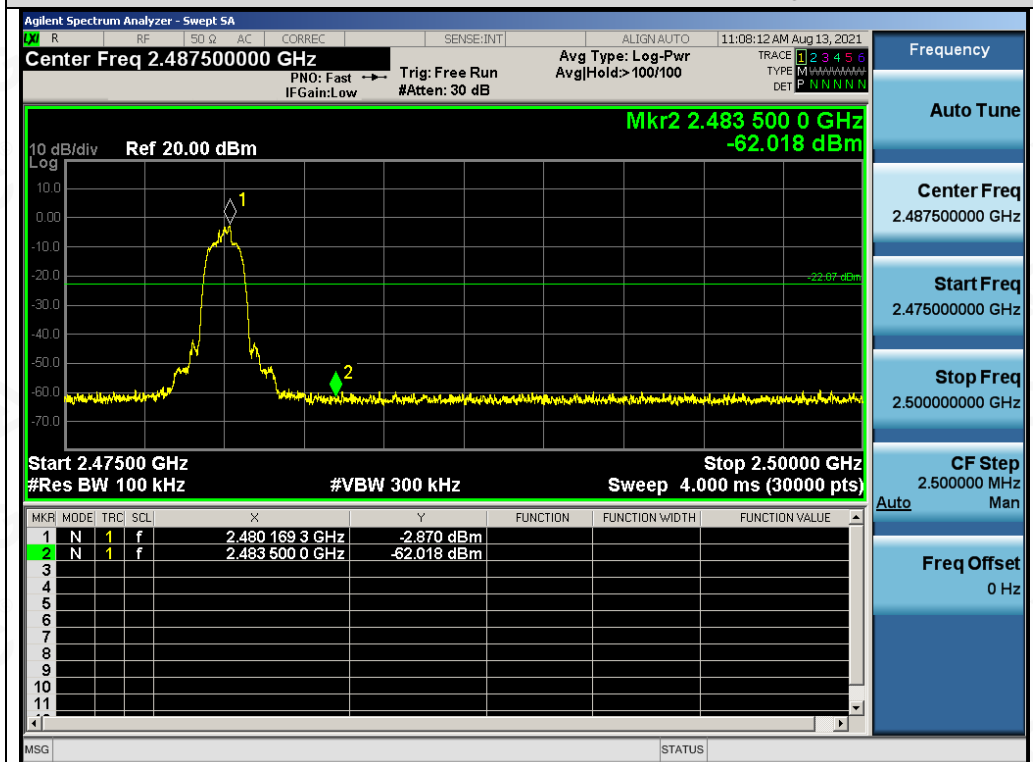 Agilent Spectrum Analyzer - Swept SA
LXI R RF 50 Ω AC CORREC SENSE:INT ALIGN AUTO 11:08:12 AM Aug 13, 2021
Center Freq 2.487500000 GHz
PNO: Fast
IFGain:Low
Trig: Free Run
#Atten: 30 dB
Avg Type: Log-Pwr
Avg|Hold:>100/100
TRACE 1 2 3 4 5 6
TYPE M WWWWW
DET P N N N N N
Mkr2 2.483 500 0 GHz
-62.018 dBm
10 dB/div Ref 20.00 dBm
Log
10.0
0.00
-10.0
-20.0
-30.0
-40.0
-50.0
-60.0
-70.0
1
-22.07 dBm
2
Start 2.47500 GHz Stop 2.50000 GHz
#Res BW 100 kHz #VBW 300 kHz Sweep 4.000 ms (30000 pts)
MKR MODE TRC SCL X Y FUNCTION FUNCTION WIDTH FUNCTION VALUE
1 N 1 f 2.480 169 3 GHz -2.870 dBm
2 N 1 f 2.483 500 0 GHz -62.018 dBm
3
4
5
6
7
8
9
10
11
MSG STATUS
Frequency
Auto Tune
Center Freq
2.487500000 GHz
Start Freq
2.475000000 GHz
Stop Freq
2.500000000 GHz
CF Step
2.500000 MHz
Auto Man
Freq Offset
0 Hz